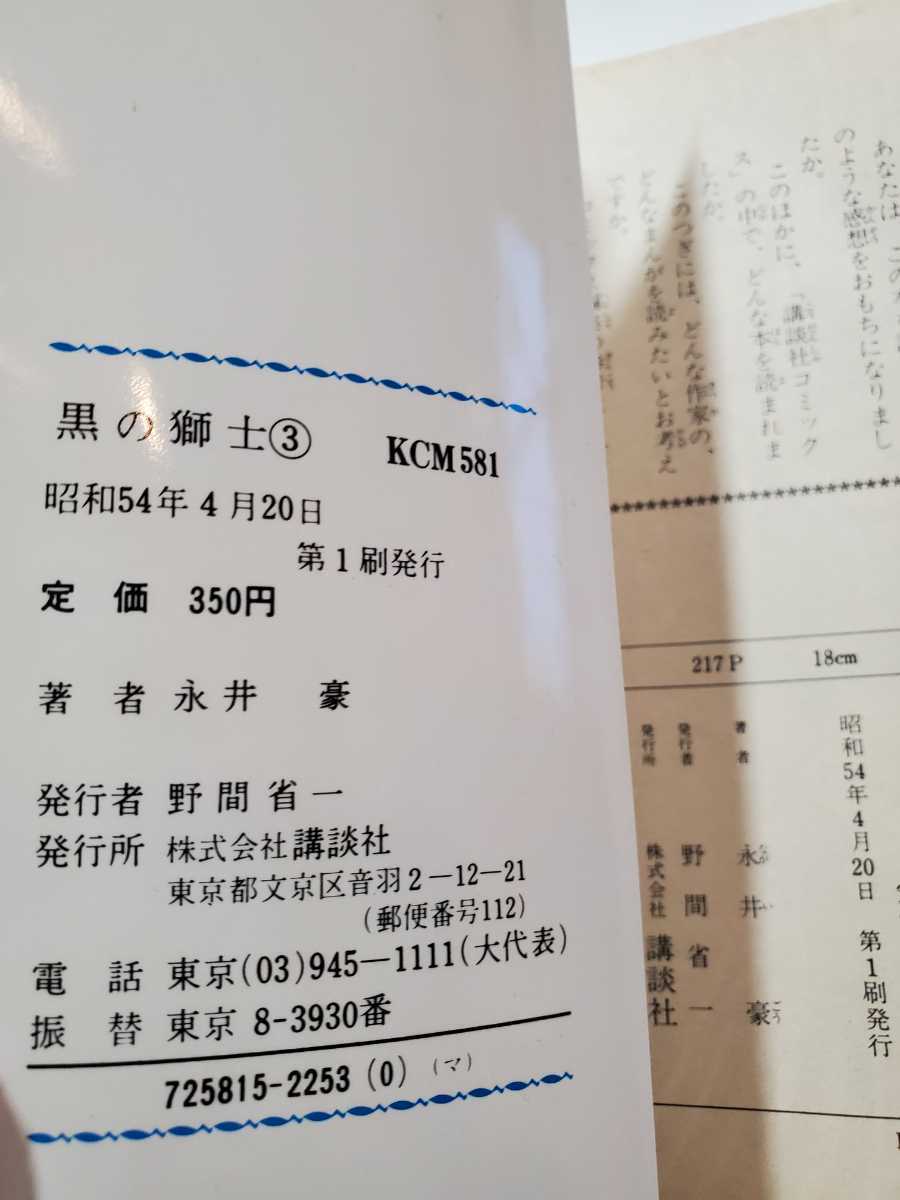 黒の獅士③ KCM581
昭和54年4月20日
第1刷発行
定価 350円
著者 永井 豪
発行者 野間省一
発行所 株式会社講談社
東京都文京区音羽2-12-21
(郵便番号112)
電話 東京(03)945―1111(大代表)
振替 東京 8-3930番
725815-2253 (0) (マ)
あなたは、この
のような感想をおもちになりまし
たか。
このほかに、「講談社コミック
ス」の中で、どんな本を読まれま
したか。
このつぎには、どんな作家の、
どんなまんがを読みたいとお考え
ですか。
217P 18cm
昭和54年4月20日 第1刷発行
著者 永井 豪
発行者 野間省一
発行所 株式会社 講談社